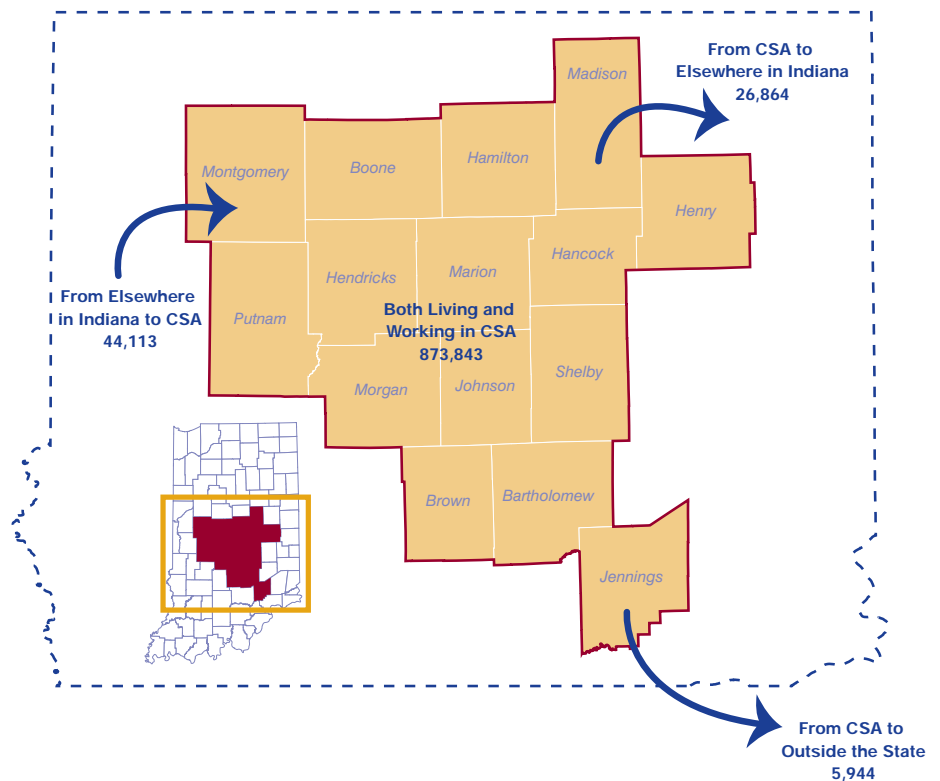 From CSA to
Elsewhere in Indiana
26,864
Madison
Montgomery
Boone
Hamilton
Henry
Hancock
Hendricks
Marion
From Elsewhere
in Indiana to CSA
44,113
Putnam
Both Living and
Working in CSA
873,843
Morgan
Johnson
Shelby
Brown
Bartholomew
Jennings
From CSA to
Outside the State
5,944